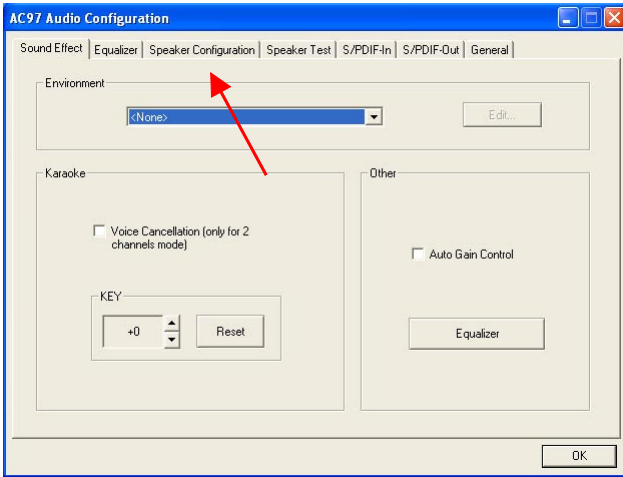 AC97 Audio Configuration
Sound Effect Equalizer Speaker Configuration Speaker Test S/PDIF-In S/PDIF-Out General
Environment
<None> Edit...
Karaoke
Voice Cancellation (only for 2
channels mode)
KEY
+0 Reset
Other
Auto Gain Control
Equalizer
OK